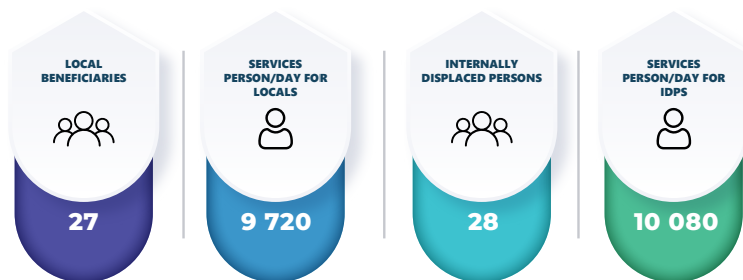 LOCAL
BENEFICIARIES
27
SERVICES
PERSON/DAY FOR
LOCALS
9 720
INTERNALLY
DISPLACED PERSONS
28
SERVICES
PERSON/DAY FOR
IDPS
10 080